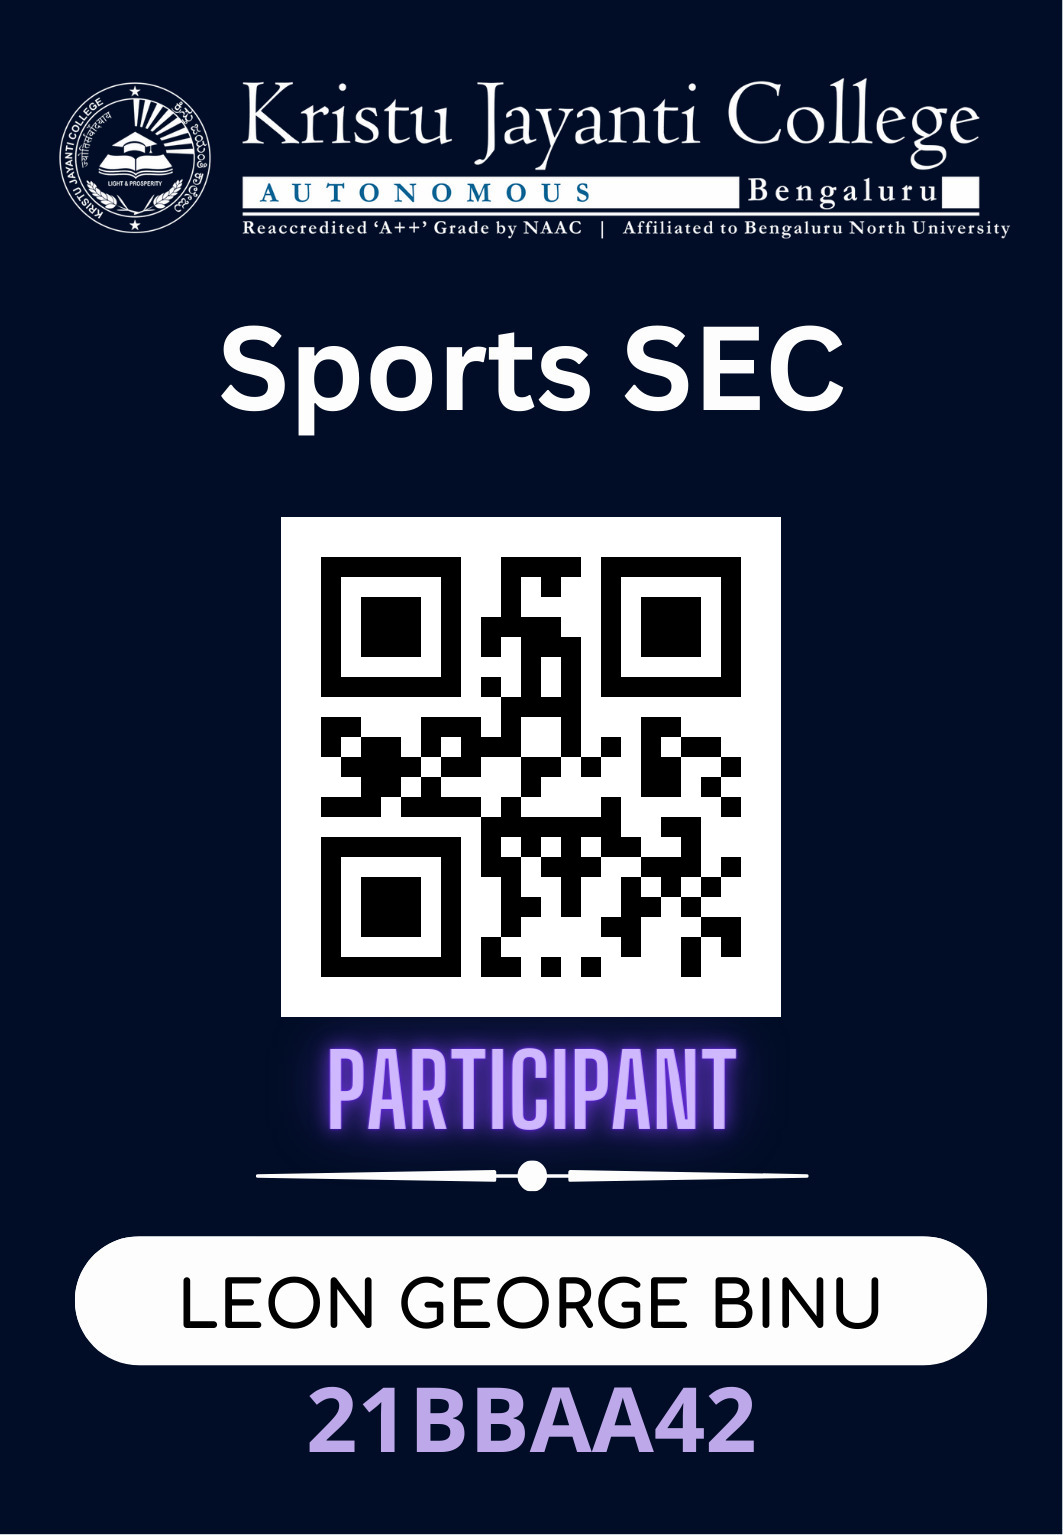 KRISTU JAYANTI COLLEGE
LIGHT & PROSPERITY
Kristu Jayanti College
AUTONOMOUS Bengaluru
Reaccredited ‘A++’ Grade by NAAC | Affiliated to Bengaluru North University
Sports SEC
PARTICIPANT
LEON GEORGE BINU
21BBAA42